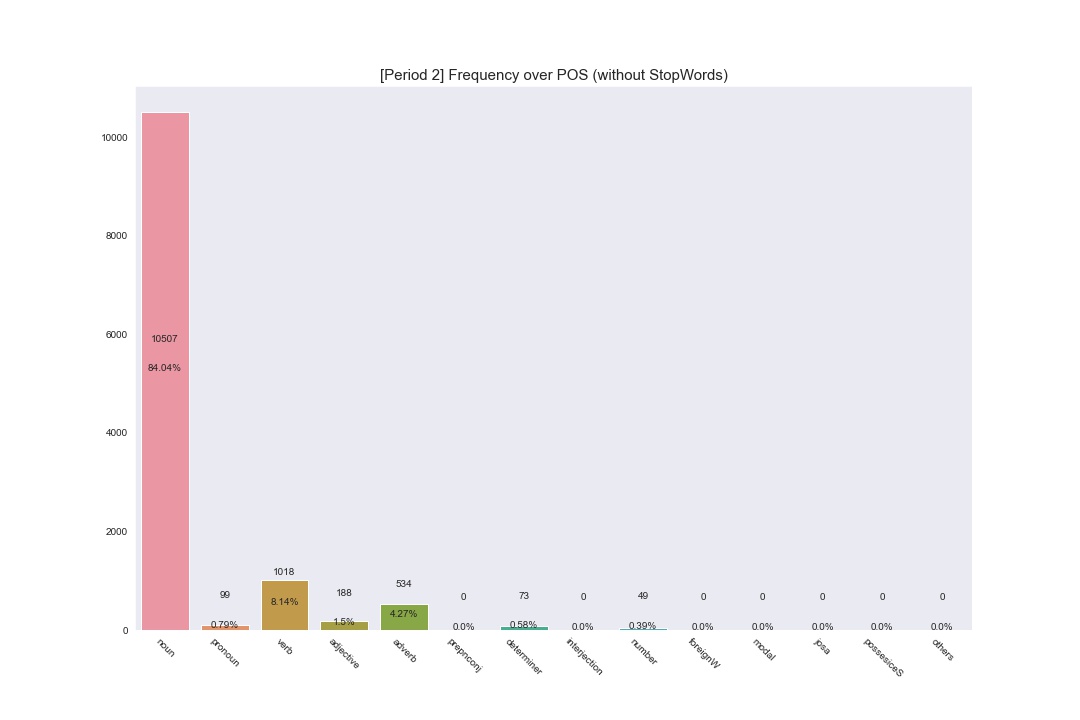 [Period 2] Frequency over POS (without StopWords)
10000
8000
6000
4000
2000
0
10507
84.04%
99
0.79%
1018
8.14%
188
1.5%
534
4.27%
0
0.0%
73
0.58%
0
0.0%
49
0.39%
0
0.0%
0
0.0%
0
0.0%
0
0.0%
0
0.0%
noun
pronoun
verb
adjective
adverb
prepnconj
determiner
interjection
number
foreignW
modal
josa
possesiceS
others